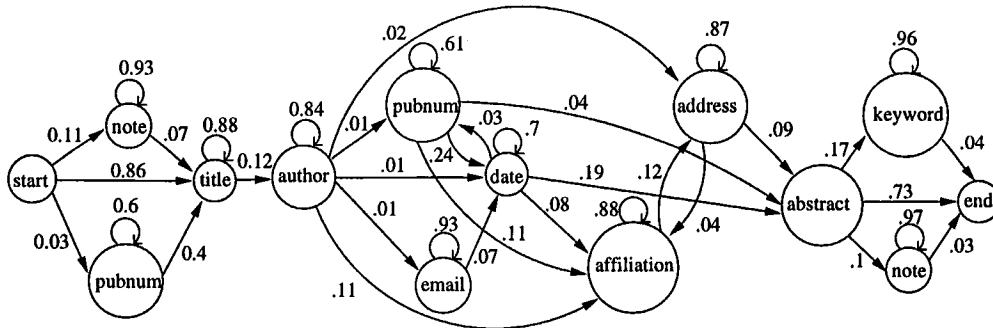 .02 .61 .87 .96
0.93
note pubnum address keyword
0.11 .07 0.88 0.84 .01 .03 .7 .04 .09 .17 .04
start 0.86 title 0.12 author .01 date .19 .12 abstract .73 end
.24
0.03 0.6 0.4 .01 .93 .07 .08 .88 .04 .97 .03
pubnum email .11 affiliation .1 note
.11